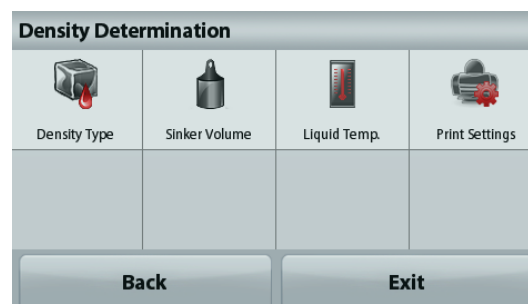 Density Determination
Density Type
Sinker Volume
Liquid Temp.
Print Settings
Back
Exit